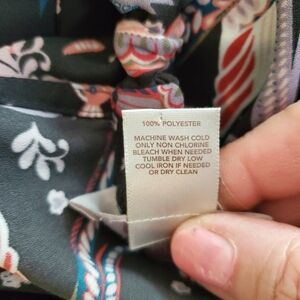 100% POLYESTER
MACHINE WASH COLD
ONLY NON CHLORINE
BLEACH WHEN NEEDED
TUMBLE DRY LOW
COOL IRON IF NEEDED
OR DRY CLEAN